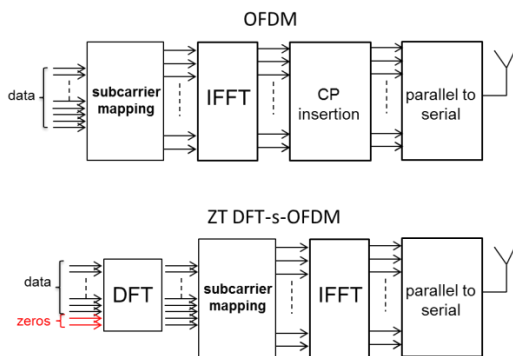 OFDM
data
subcarrier
mapping
IFFT
CP
insertion
parallel to
serial
ZT DFT-s-OFDM
data
zeros
DFT
subcarrier
mapping
IFFT
parallel to
serial